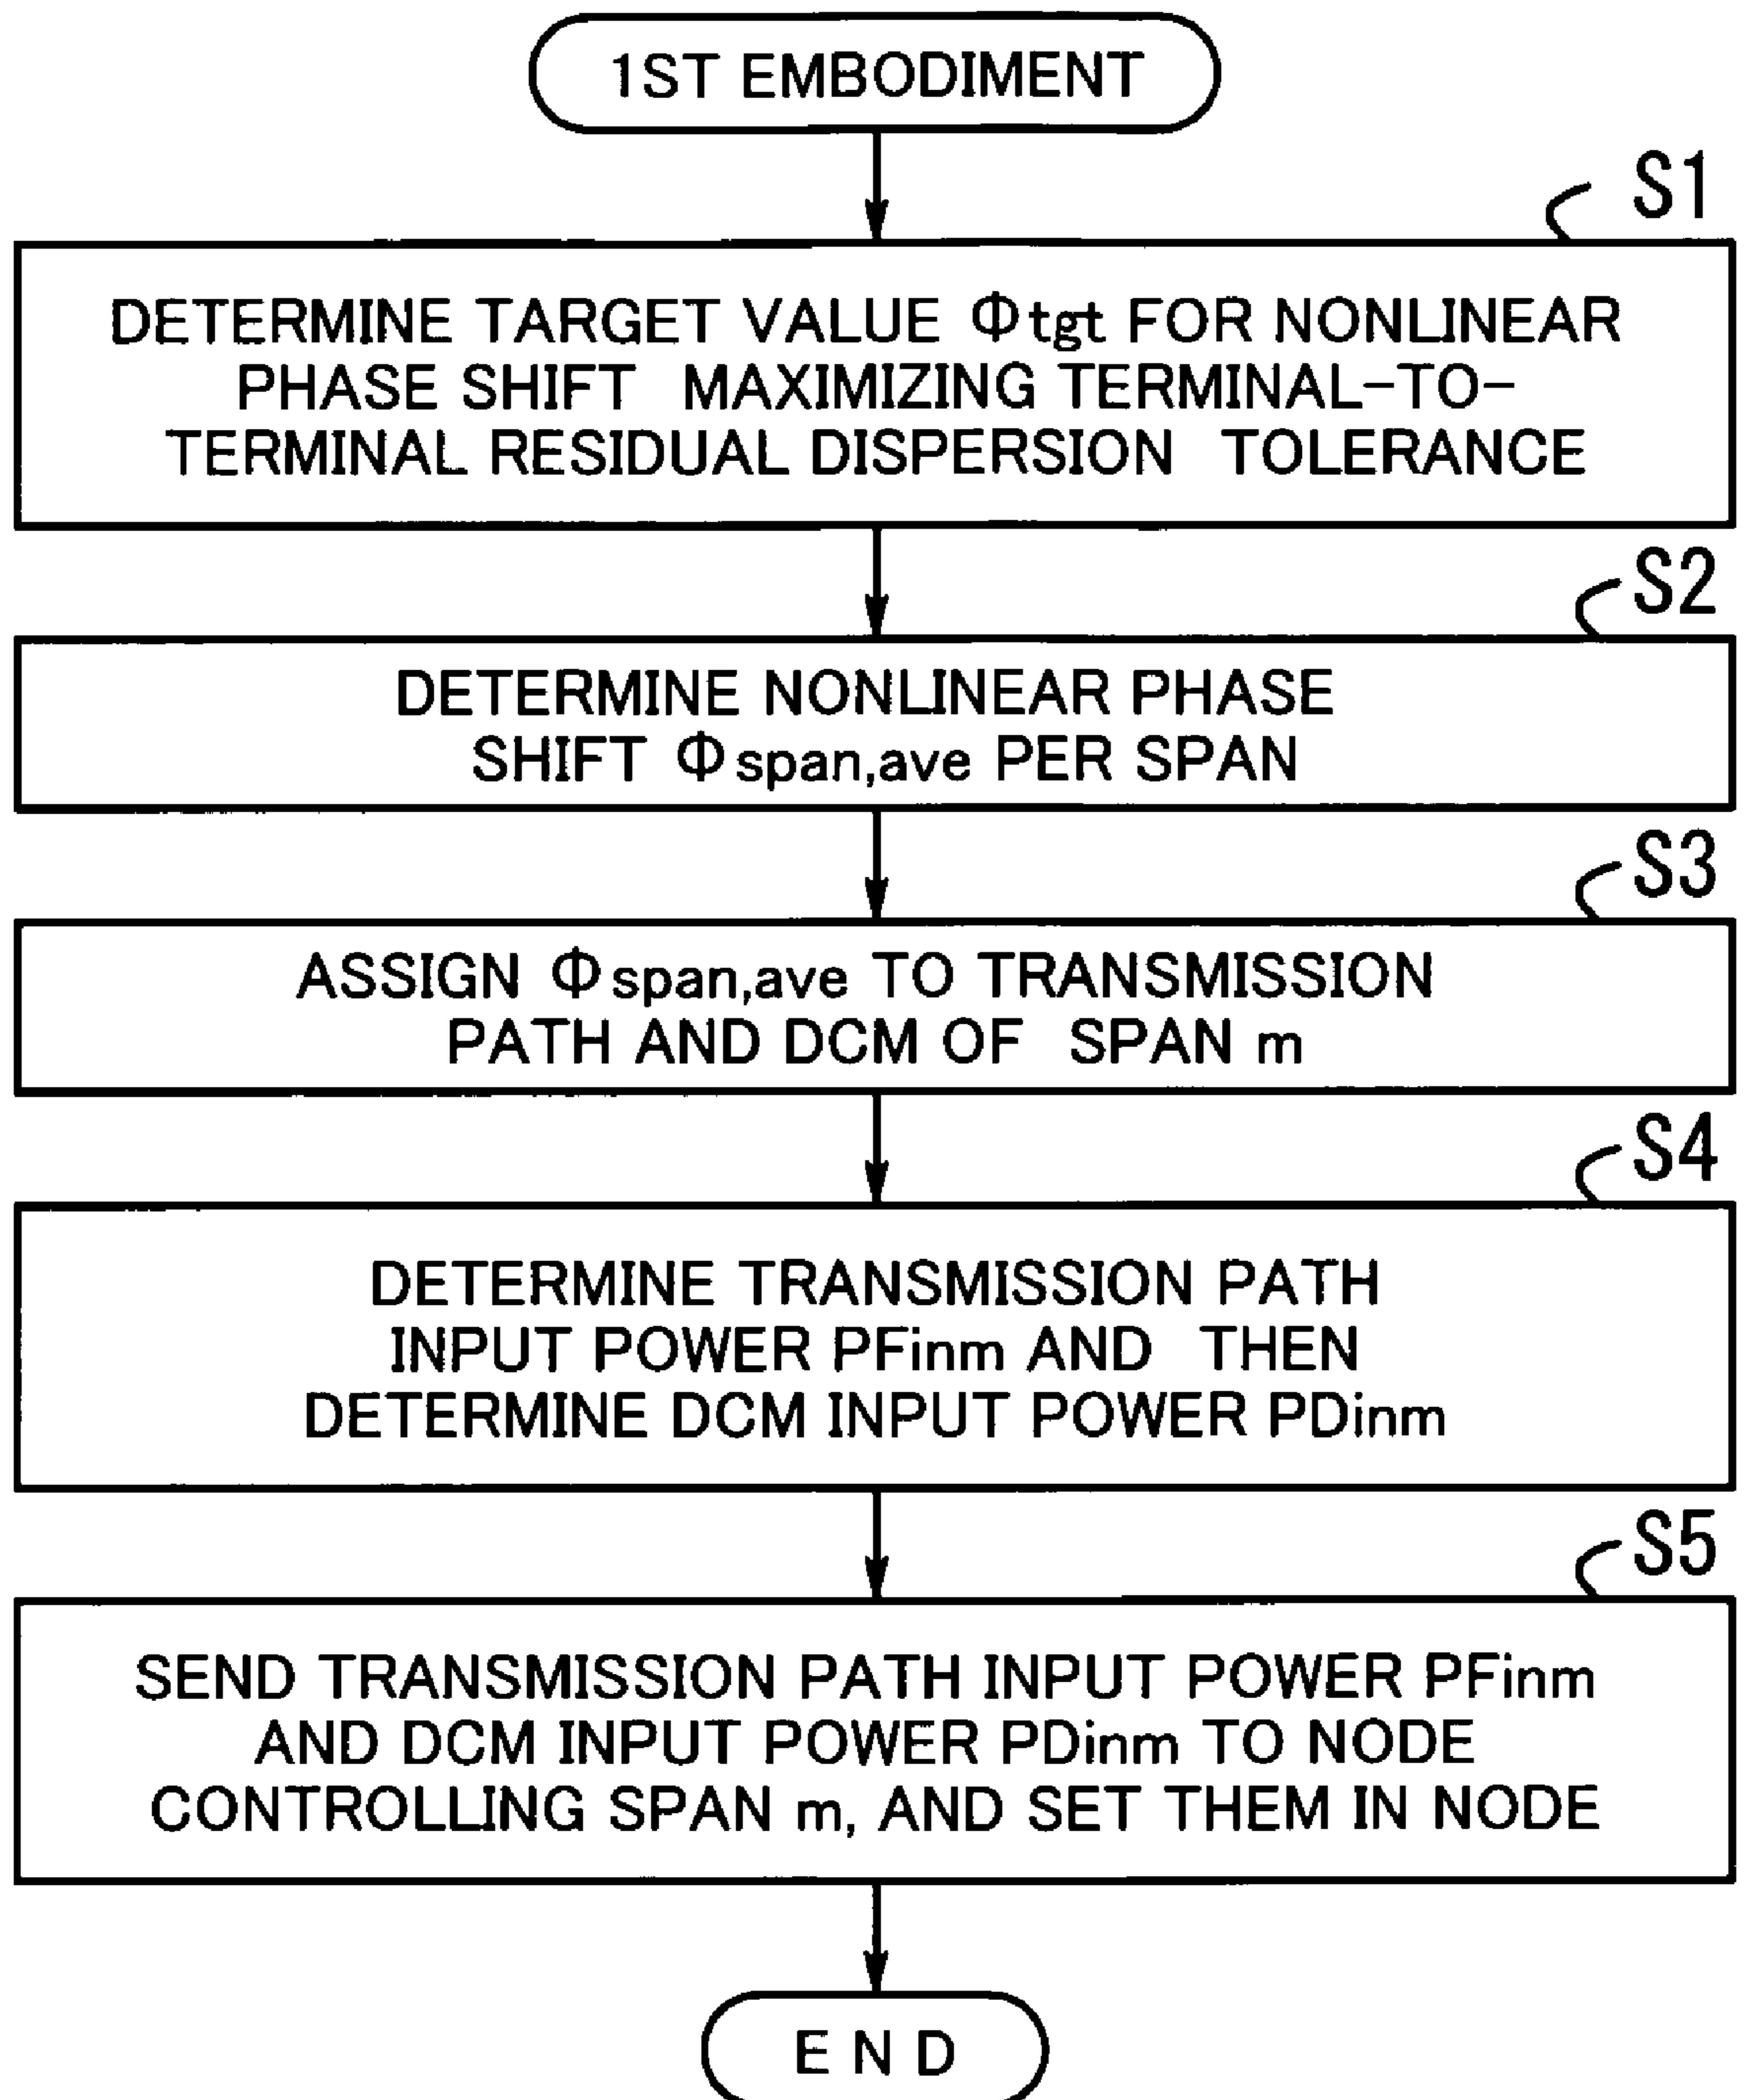 1ST EMBODIMENT
S1
DETERMINE TARGET VALUE Φtgt FOR NONLINEAR
PHASE SHIFT MAXIMIZING TERMINAL-TO-
TERMINAL RESIDUAL DISPERSION TOLERANCE
S2
DETERMINE NONLINEAR PHASE
SHIFT Φspan,ave PER SPAN
S3
ASSIGN Φspan,ave TO TRANSMISSION
PATH AND DCM OF SPAN m
S4
DETERMINE TRANSMISSION PATH
INPUT POWER PFinm AND THEN
DETERMINE DCM INPUT POWER PDinm
S5
SEND TRANSMISSION PATH INPUT POWER PFinm
AND DCM INPUT POWER PDinm TO NODE
CONTROLLING SPAN m, AND SET THEM IN NODE
END